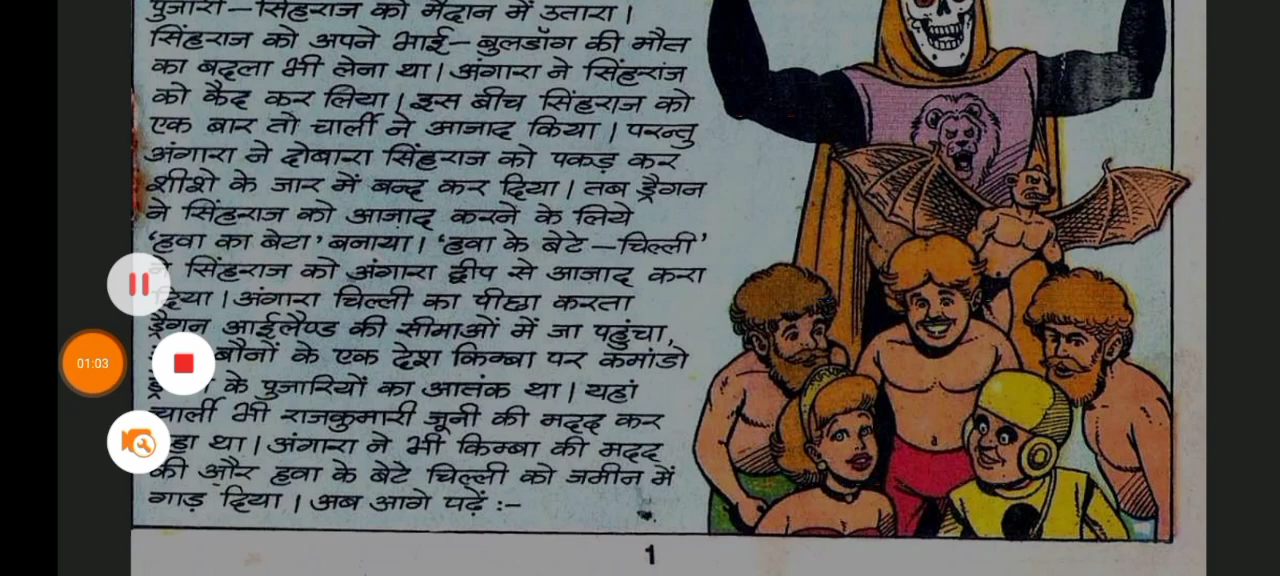 पुजारी–सिंहराज को मैदान में उतारा।
सिंहराज को अपने भाई–बुलडॉग की मौत
का बदला भी लेना था। अंगारा ने सिंहराज
को कैद कर लिया। इस बीच सिंहराज को
एक बार तो चार्ली ने आजाद किया। परन्तु
अंगारा ने दोबारा सिंहराज को पकड़ कर
शीशे के जार में बन्द कर दिया। तब ड्रैगन
ने सिंहराज को आज़ाद करने के लिये
‘हवा का बेटा’ बनाया। ‘हवा के बेटे–चिल्ली’
ने सिंहराज को अंगारा द्वीप से आजाद करा
दिया। अंगारा चिल्ली का पीछा करता
ड्रैगन आईलैण्ड की सीमाओं में जा पहुंचा,
बौनों के एक देश किम्बा पर कमांडो
के पुजारियों का आतंक था। यहां
चार्ली भी राजकुमारी जूनी की मदद कर
था। अंगारा ने भी किम्बा की मदद
की और हवा के बेटे चिल्ली को जमीन में
गाड़ दिया। अब आगे पढ़ें :–
01:03
1